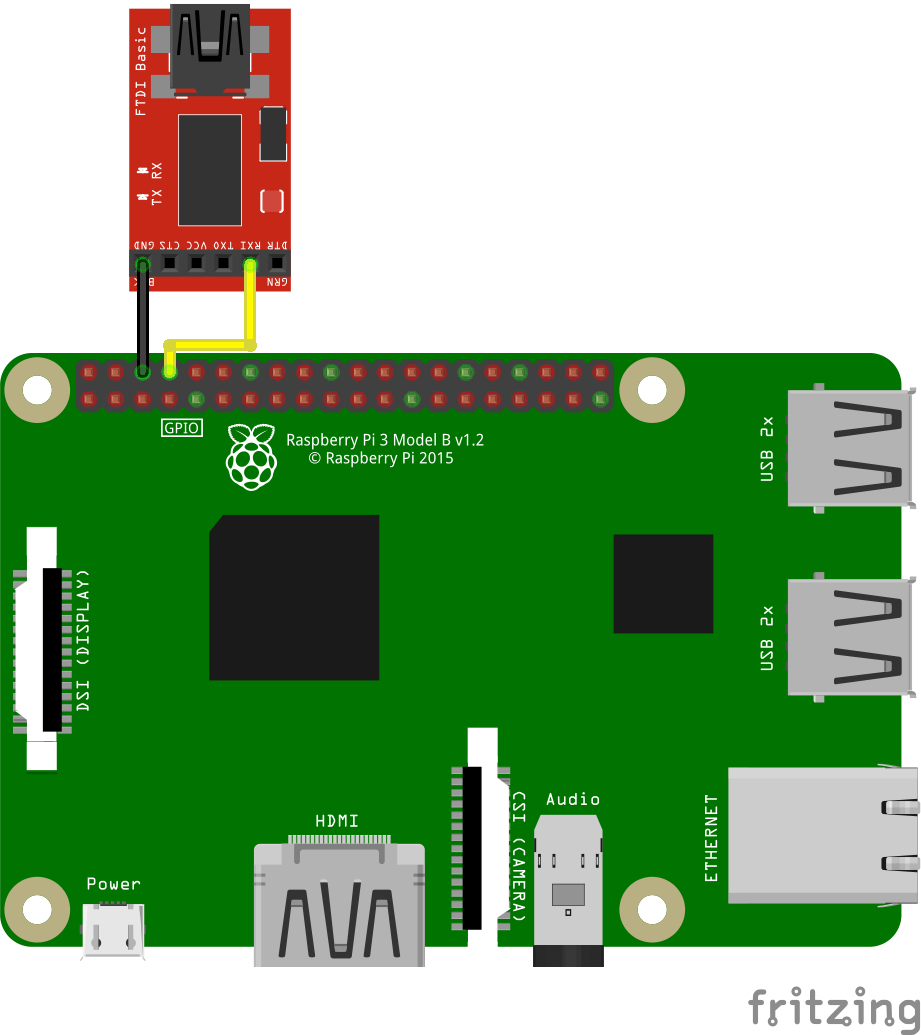 FTDI Basic
TX RX
GND CTS VCC TXO RXI DTR
GRN
GPIO
Raspberry Pi 3 Model B v1.2
© Raspberry Pi 2015
USB 2x
DSI (DISPLAY)
USB 2x
HDMI
Audio
CSI (CAMERA)
ETHERNET
Power
fritzing